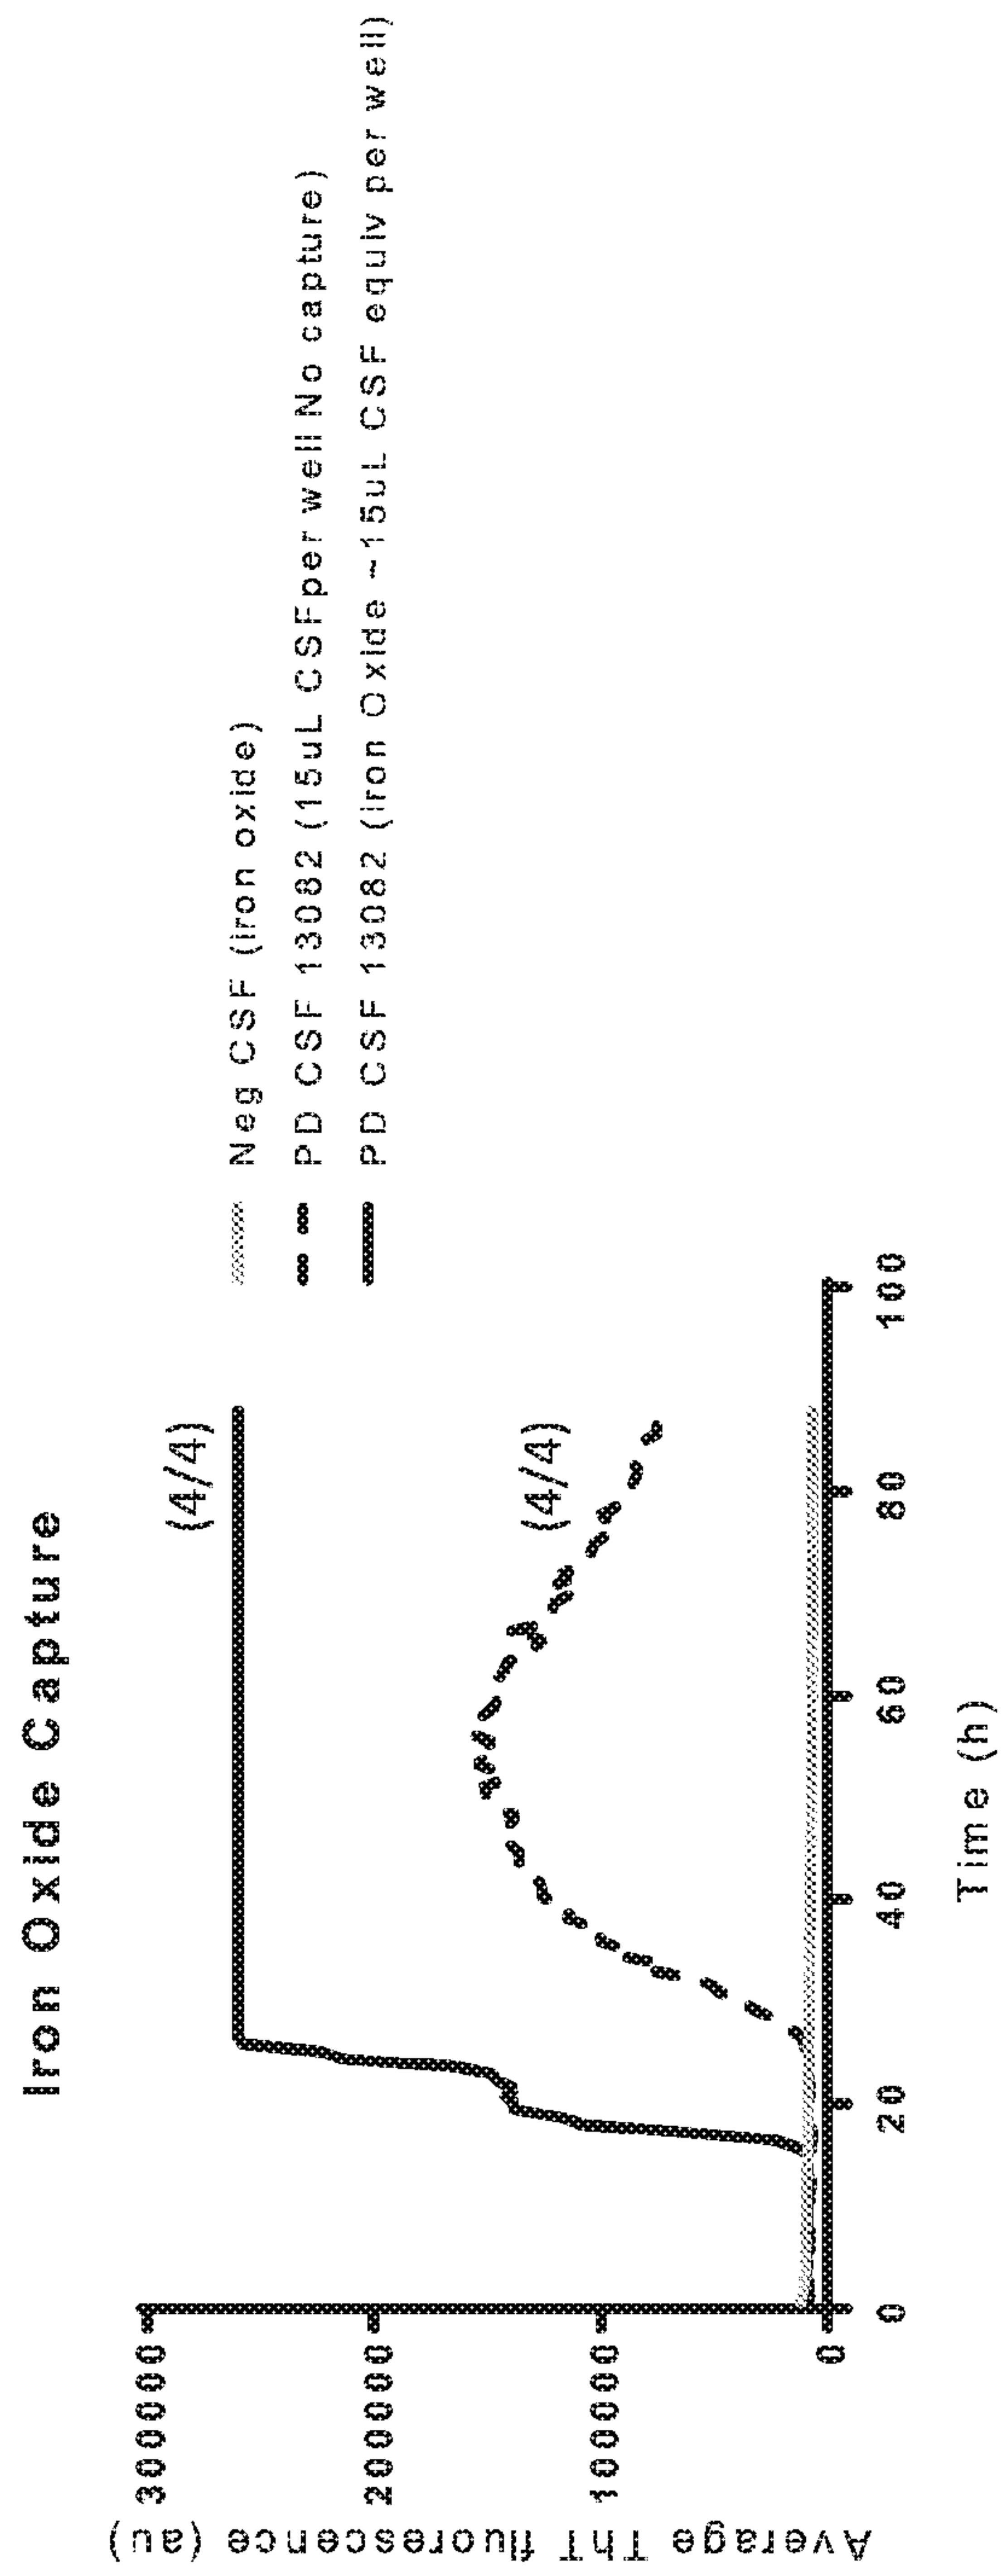 Iron Oxide Capture
Average ThT fluorescence (au)
300000
200000
100000
0
(4/4)
(4/4)
0
20
40
60
80
100
Time (h)
Neg CSF (iron oxide)
PD CSF 13082 (15uL CSFper well No capture)
PD CSF 13082 (Iron Oxide ~15uL CSF equiv per well)